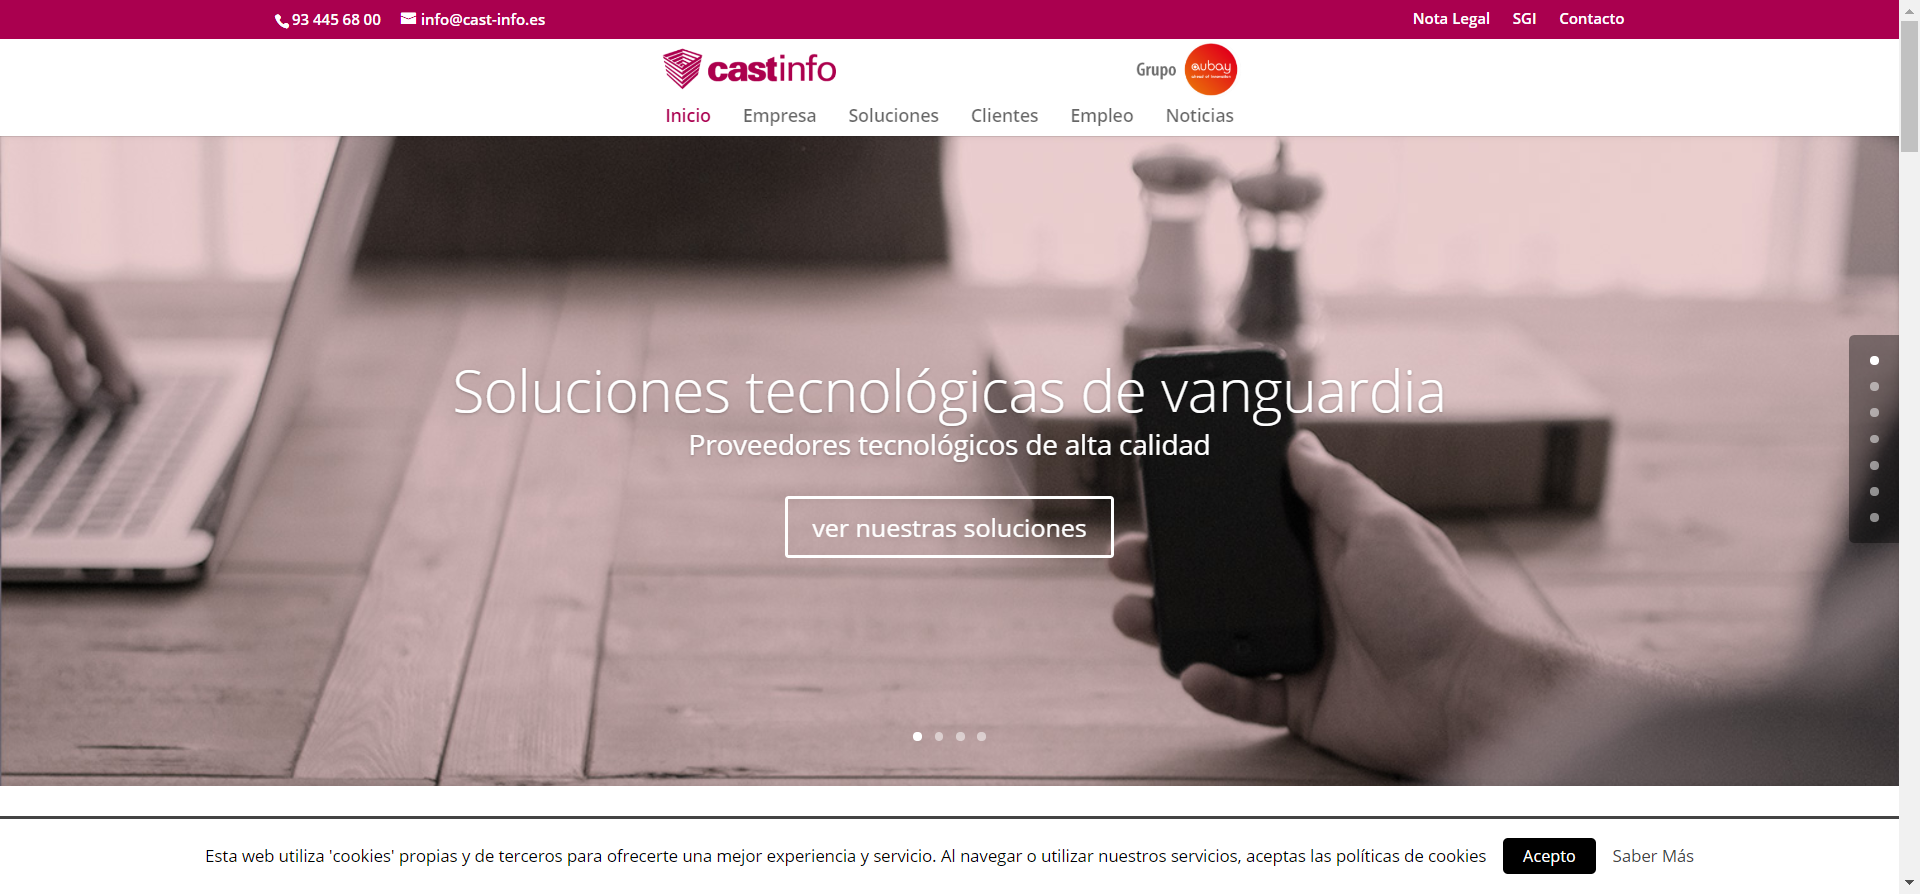 93 445 68 00 info@cast-info.es Nota Legal SGI Contacto
castinfo Grupo aubay
ahead of innovation
Inicio Empresa Soluciones Clientes Empleo Noticias
Soluciones tecnológicas de vanguardia
Proveedores tecnológicos de alta calidad
ver nuestras soluciones
Esta web utiliza 'cookies' propias y de terceros para ofrecerte una mejor experiencia y servicio. Al navegar o utilizar nuestros servicios, aceptas las políticas de cookies Acepto Saber Más